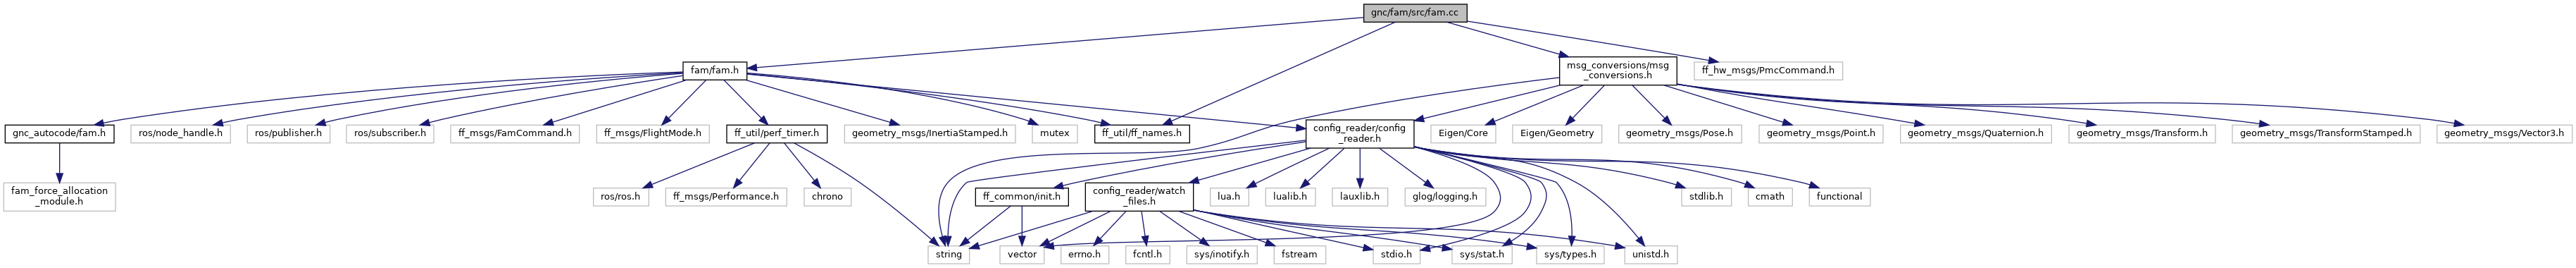 gnc/fam/src/fam.cc
fam/fam.h
msg_conversions/msg
_conversions.h
ff_hw_msgs/PmcCommand.h
gnc_autocode/fam.h
ros/node_handle.h
ros/publisher.h
ros/subscriber.h
ff_msgs/FamCommand.h
ff_msgs/FlightMode.h
ff_util/perf_timer.h
geometry_msgs/InertiaStamped.h
mutex
ff_util/ff_names.h
config_reader/config
_reader.h
Eigen/Core
Eigen/Geometry
geometry_msgs/Pose.h
geometry_msgs/Point.h
geometry_msgs/Quaternion.h
geometry_msgs/Transform.h
geometry_msgs/TransformStamped.h
geometry_msgs/Vector3.h
fam_force_allocation
_module.h
ros/ros.h
ff_msgs/Performance.h
chrono
ff_common/init.h
config_reader/watch
_files.h
lua.h
lualib.h
lauxlib.h
glog/logging.h
stdlib.h
cmath
functional
string
vector
errno.h
fcntl.h
sys/inotify.h
fstream
stdio.h
sys/stat.h
sys/types.h
unistd.h